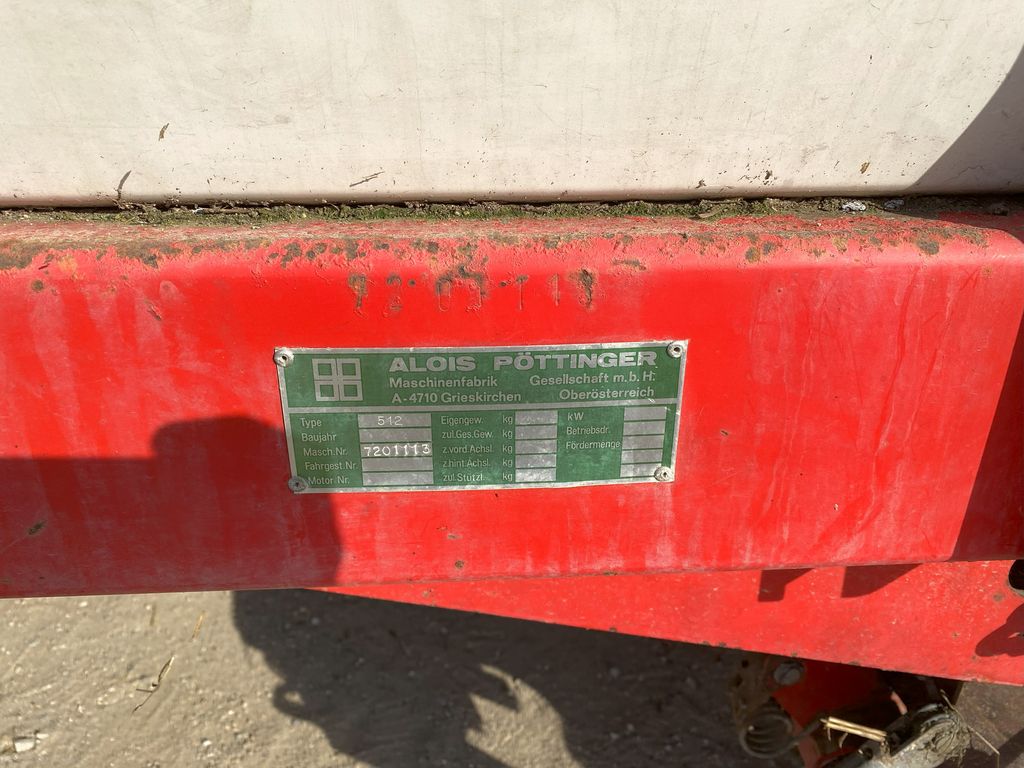 ALOIS PÖTTINGER
Maschinenfabrik Gesellschaft m.b.H.
A-4710 Grieskirchen Oberösterreich
Type 512 Eigengew. kg kW
Baujahr zul.Ges.Gew. kg Betriebsdr.
Masch.Nr. 7201113 z.vord.Achsl. kg Fördermenge
Fahrgest.Nr. z.hint.Achsl. kg
Motor Nr. zul.Stützl. kg